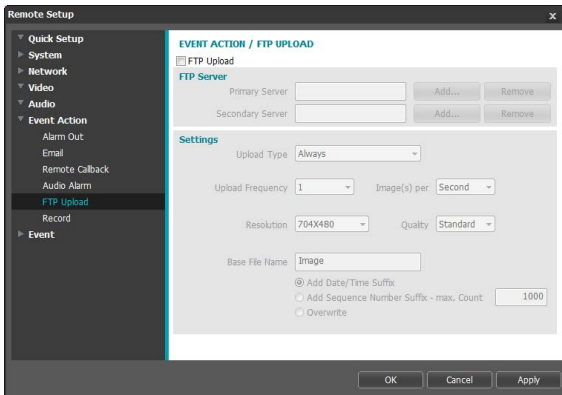 Remote Setup
x
Quick Setup
System
Network
Video
Audio
Event Action
Alarm Out
Email
Remote Callback
Audio Alarm
FTP Upload
Record
Event
EVENT ACTION / FTP UPLOAD
FTP Upload
FTP Server
Primary Server Add... Remove
Secondary Server Add... Remove
Settings
Upload Type Always
Upload Frequency 1 Image(s) per Second
Resolution 704X480 Quality Standard
Base File Name Image
Add Date/Time Suffix
Add Sequence Number Suffix - max. Count 1000
Overwrite
OK Cancel Apply